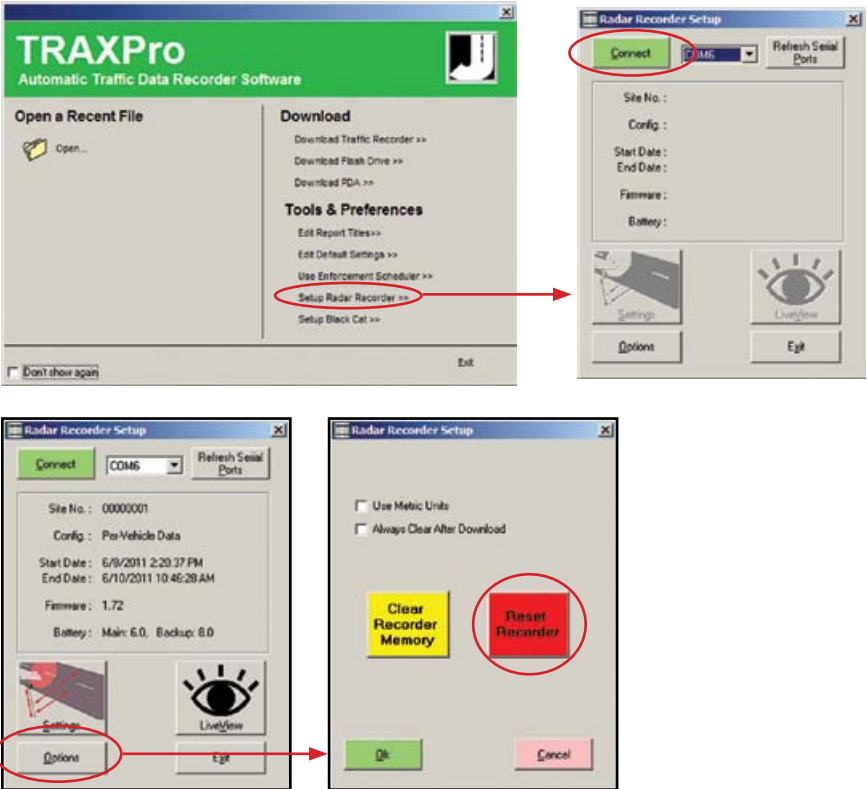 TRAXPro
Automatic Traffic Data Recorder Software
Open a Recent File
Open...
Download
Download Traffic Recorder >>
Download Flash Drive >>
Download PDA >>
Tools & Preferences
Edit Report Titles>>
Edit Default Settings >>
Use Enforcement Scheduler >>
Setup Radar Recorder >>
Setup Black Cat >>
Don't show again
Exit
Radar Recorder Setup
Connect
COM6
Refresh Serial
Ports
Site No. :
Config. :
Start Date :
End Date :
Firmware :
Battery :
Settings
LiveView
Options
Exit
Radar Recorder Setup
Connect
COM6
Refresh Serial
Ports
Site No. : 00000001
Config. : Per-Vehicle Data
Start Date : 6/9/2011 2:20:37 PM
End Date : 6/10/2011 10:46:28 AM
Firmware : 1.72
Battery : Main: 6.0, Backup: 8.0
Settings
LiveView
Options
Exit
Radar Recorder Setup
Use Metric Units
Always Clear After Download
Clear
Recorder
Memory
Reset
Recorder
Ok
Cancel